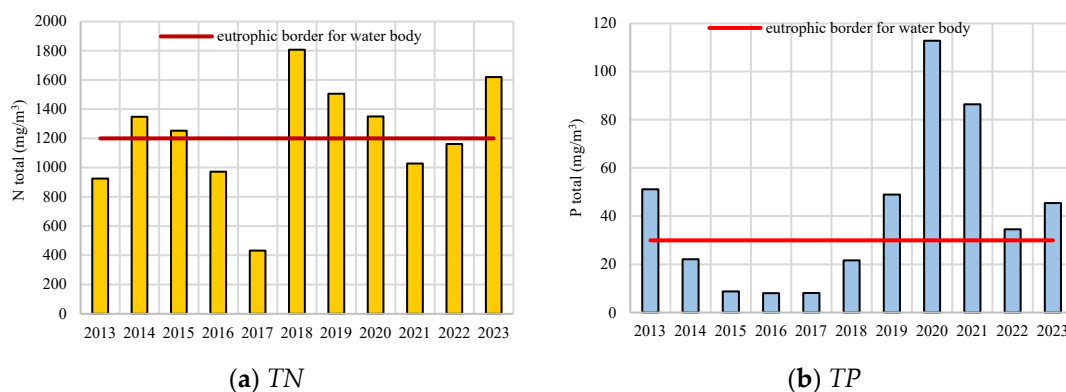 eutrophic border for water body
N total (mg/m³)
2000
1800
1600
1400
1200
1000
800
600
400
200
0
2013 2014 2015 2016 2017 2018 2019 2020 2021 2022 2023
(a) TN
eutrophic border for water body
P total (mg/m³)
120
100
80
60
40
20
0
2013 2014 2015 2016 2017 2018 2019 2020 2021 2022 2023
(b) TP